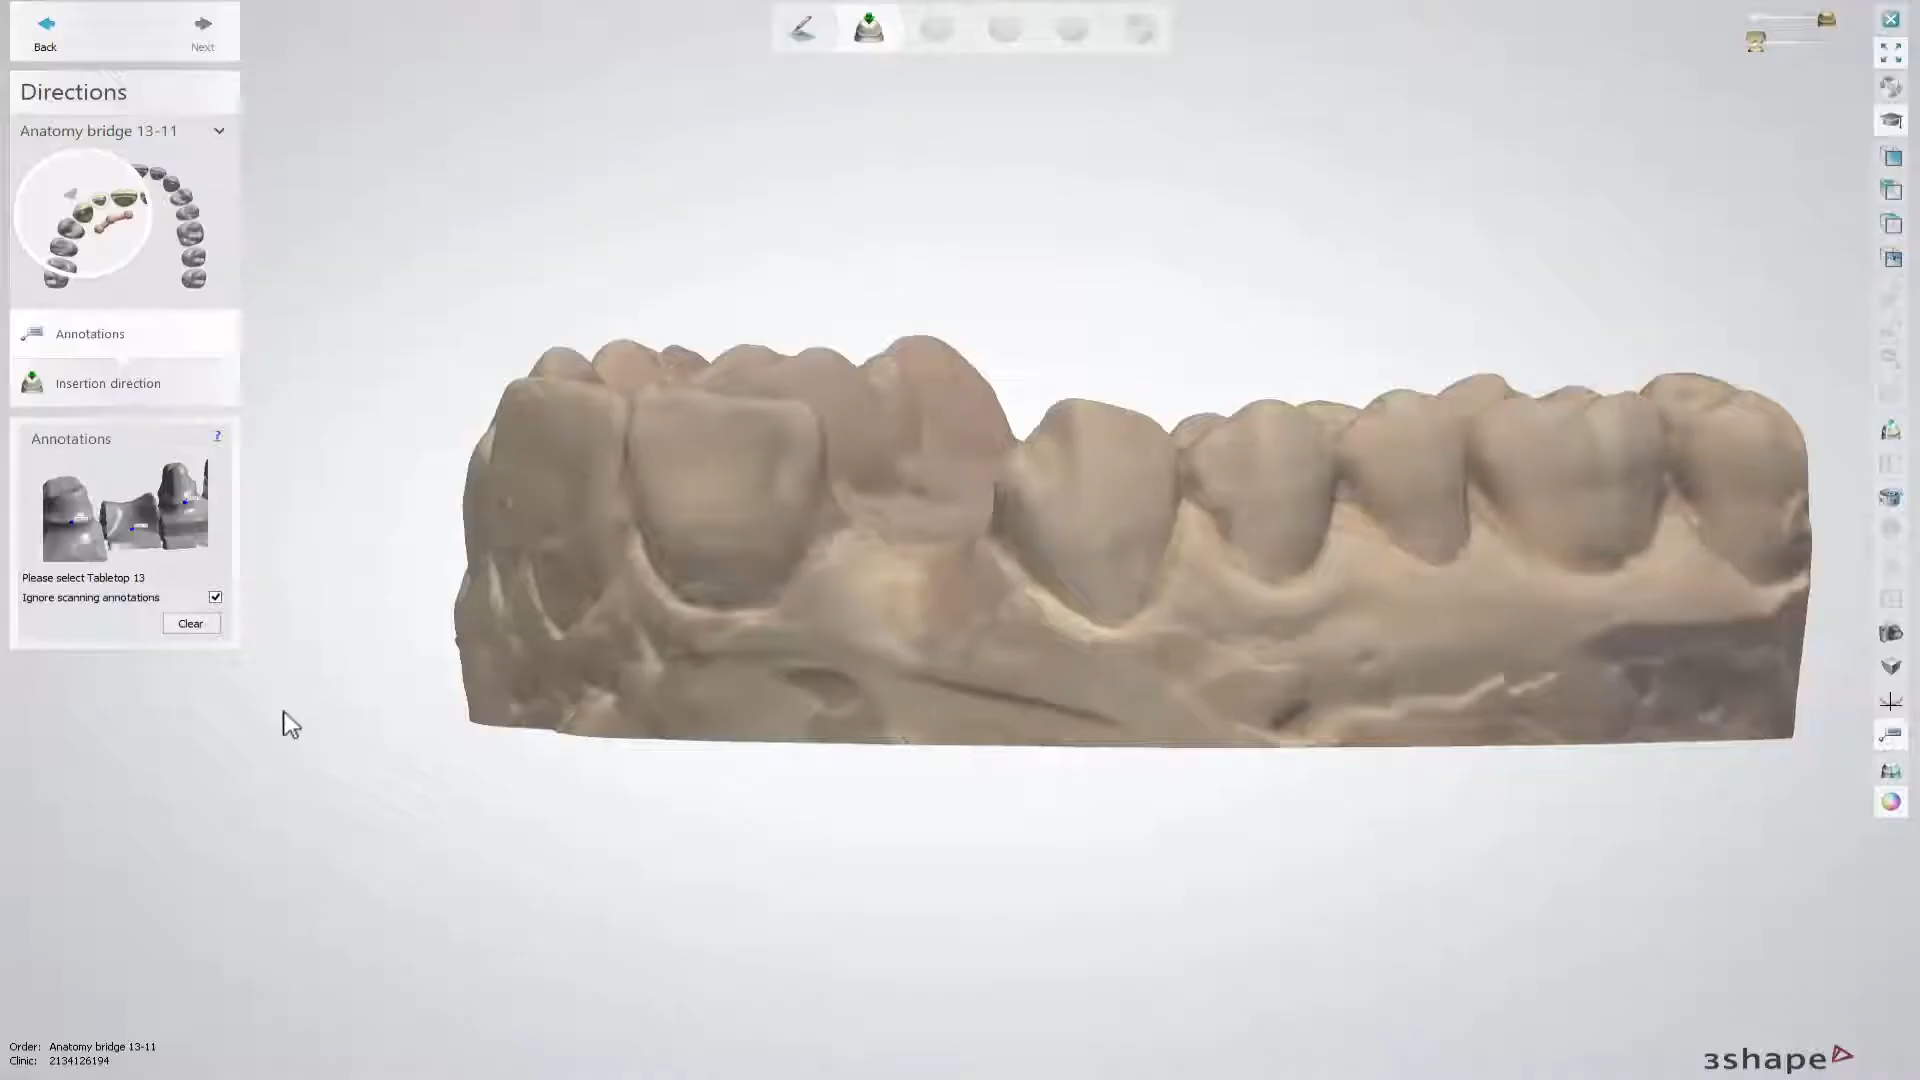 Back
Next
Directions
Anatomy bridge 13-11
Annotations
Insertion direction
Annotations
?
Please select Tabletop 13
Ignore scanning annotations
Clear
Order: Anatomy bridge 13-11
Clinic: 2134126194
3shape